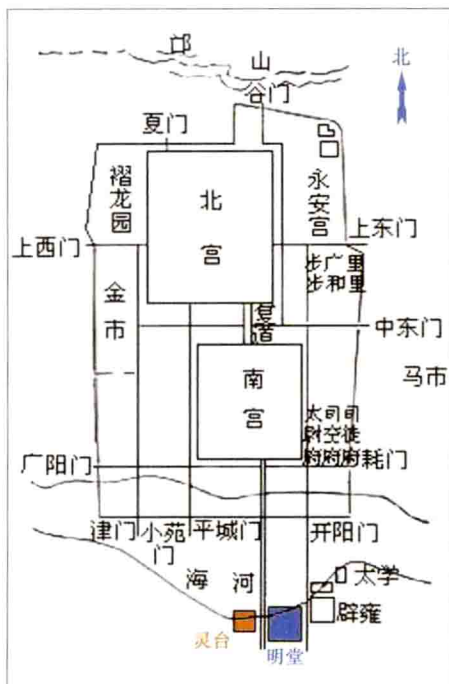 邙山
北
谷门
夏门
褶龙园
北宫
永安宫
上西门
上东门
步广里
步和里
金市
复道
中东门
南宫
马市
太尉府
司空府
司徒府
耗门
广阳门
津门
小苑门
平城门
开阳门
海河
太学
辟雍
灵台
明堂